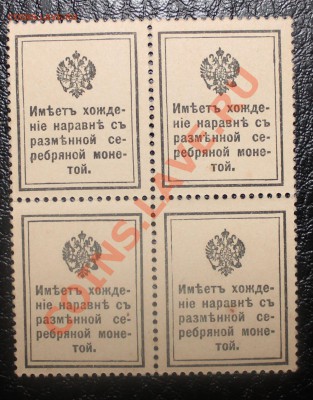 Имѣетъ хожде-
ніе наравнѣ съ
размѣнной се-
ребряной моне-
той.
Имѣетъ хожде-
ніе наравнѣ съ
размѣнной се-
ребряной моне-
той.
Имѣетъ хожде-
ніе наравнѣ съ
размѣнной се-
ребряной моне-
той.
Имѣетъ хожде-
ніе наравнѣ съ
размѣнной се-
ребряной моне-
той.
COINS.LAVE.RU